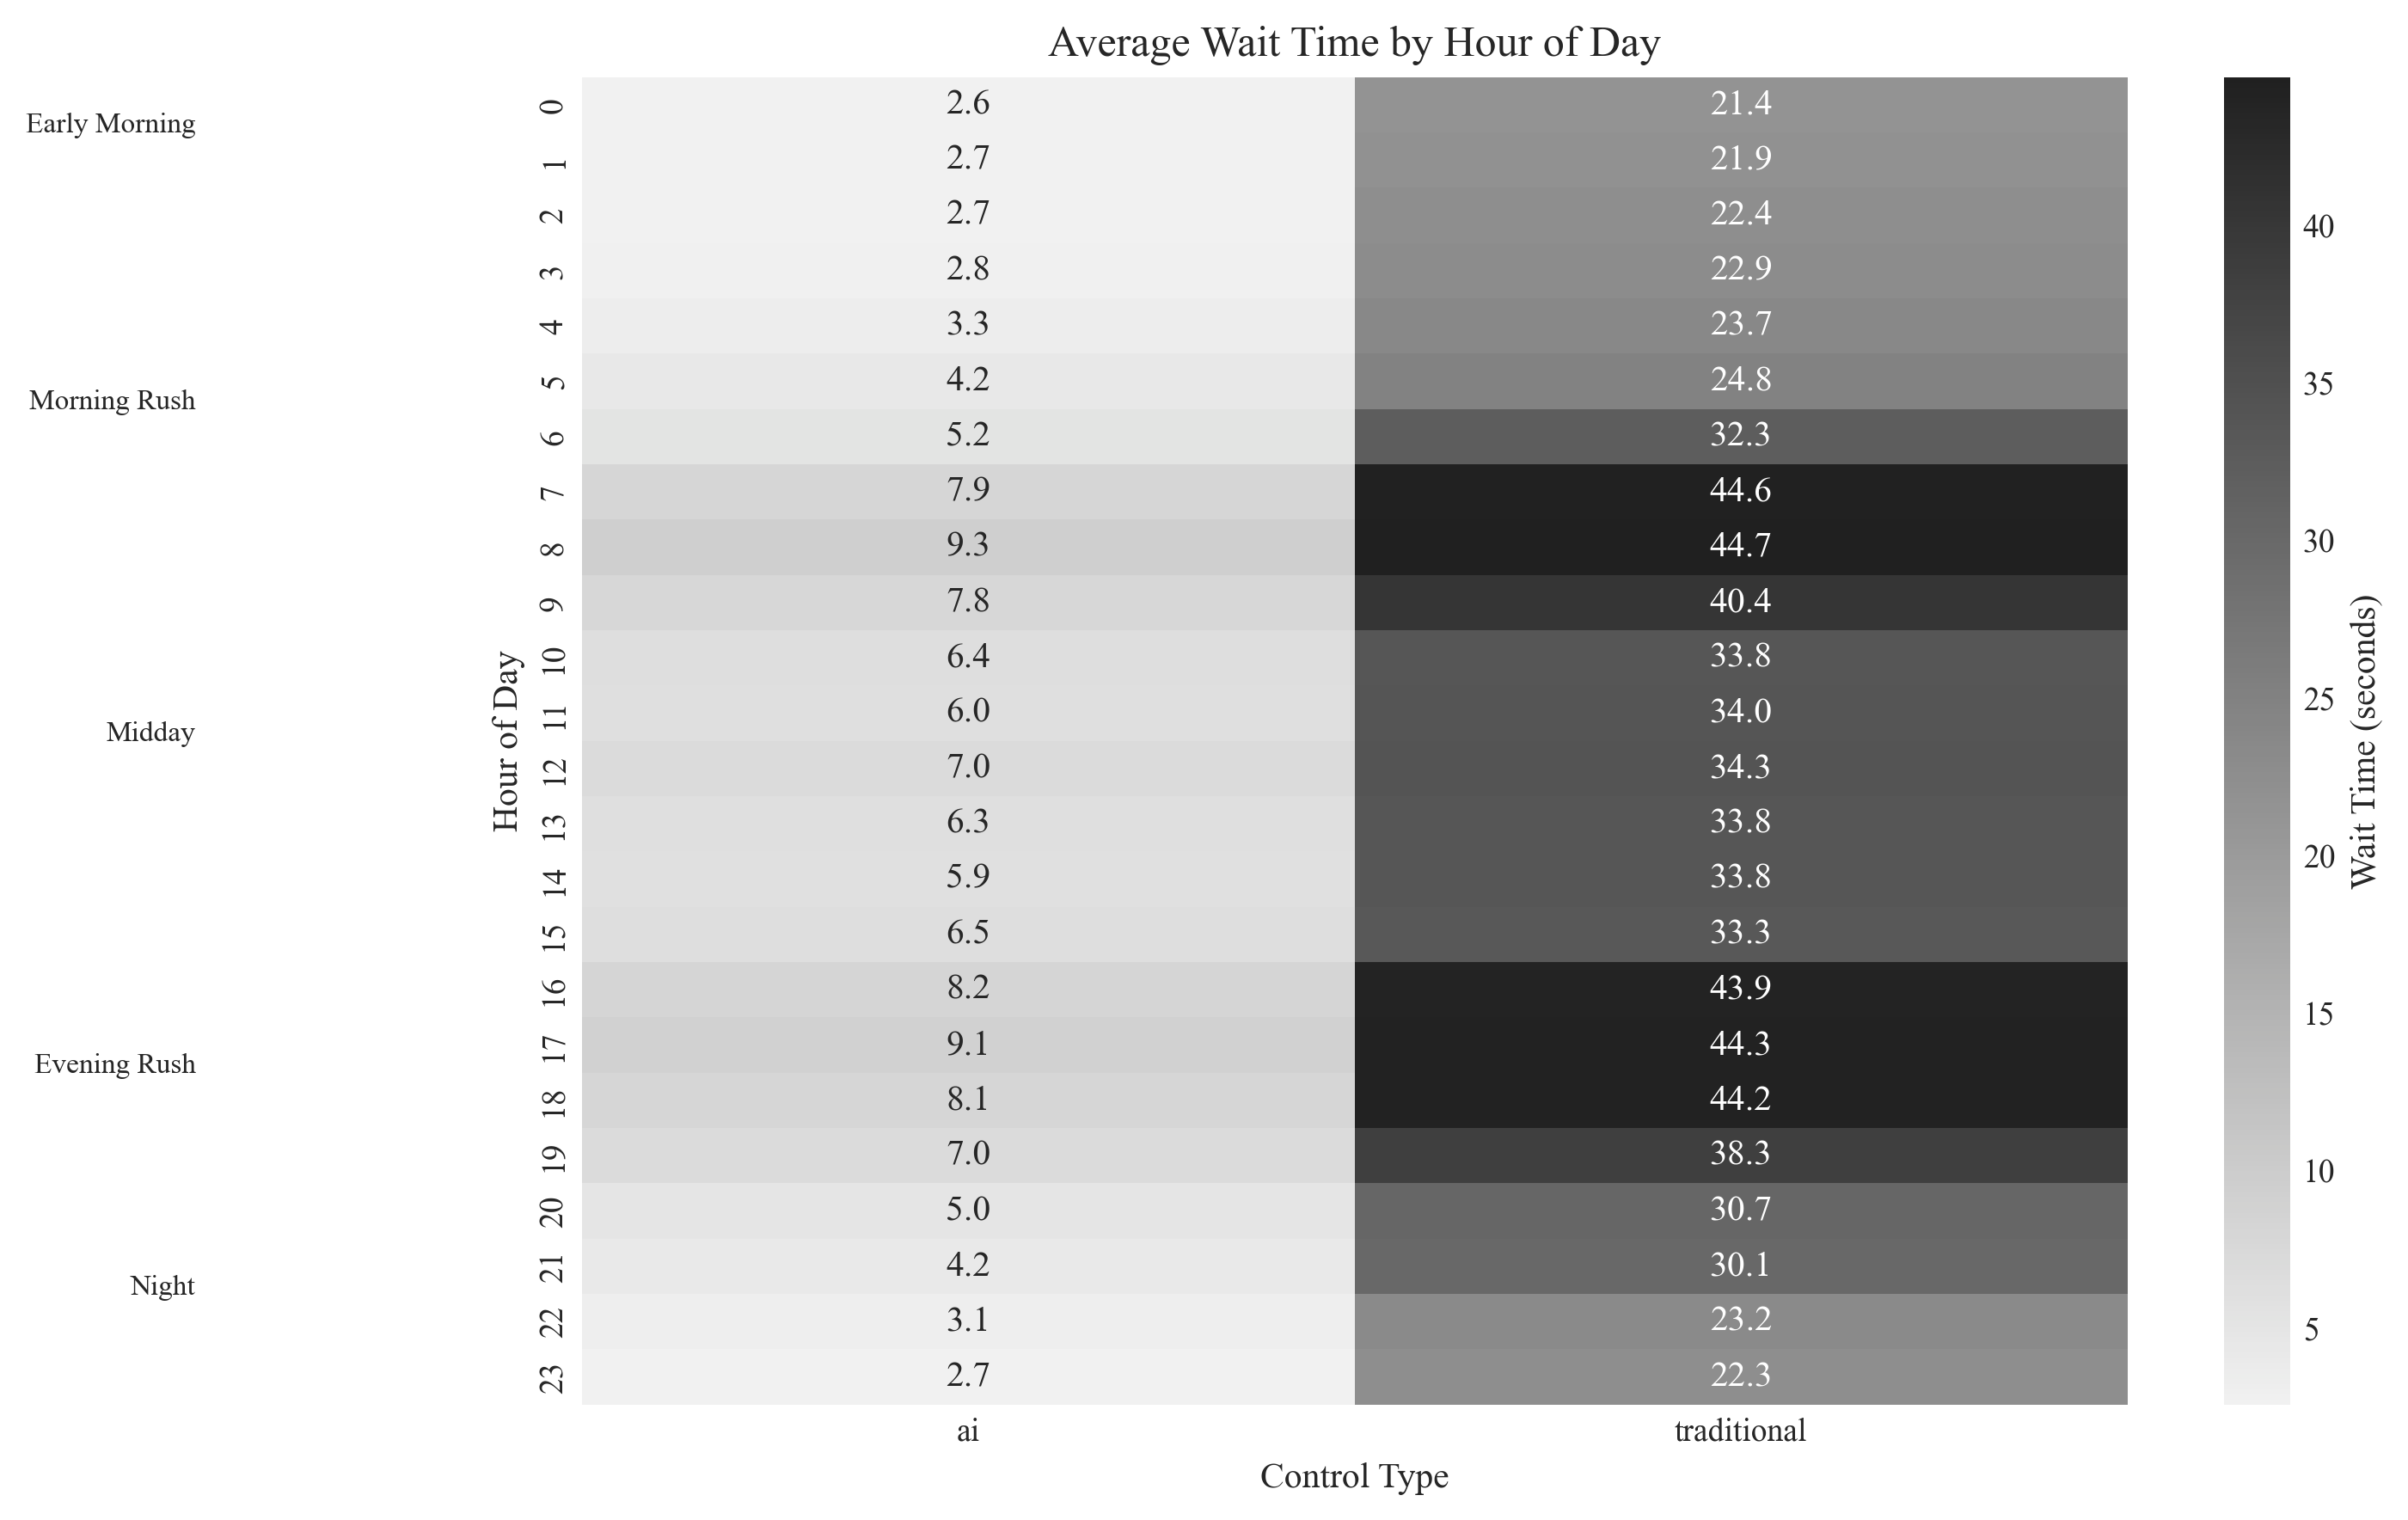 Average Wait Time by Hour of Day
Early Morning
Morning Rush
Midday
Evening Rush
Night
Hour of Day
0 2.6 21.4
1 2.7 21.9
2 2.7 22.4
3 2.8 22.9
4 3.3 23.7
5 4.2 24.8
6 5.2 32.3
7 7.9 44.6
8 9.3 44.7
9 7.8 40.4
10 6.4 33.8
11 6.0 34.0
12 7.0 34.3
13 6.3 33.8
14 5.9 33.8
15 6.5 33.3
16 8.2 43.9
17 9.1 44.3
18 8.1 44.2
19 7.0 38.3
20 5.0 30.7
21 4.2 30.1
22 3.1 23.2
23 2.7 22.3
ai traditional
Control Type
40
35
30
25
20
15
10
5
Wait Time (seconds)